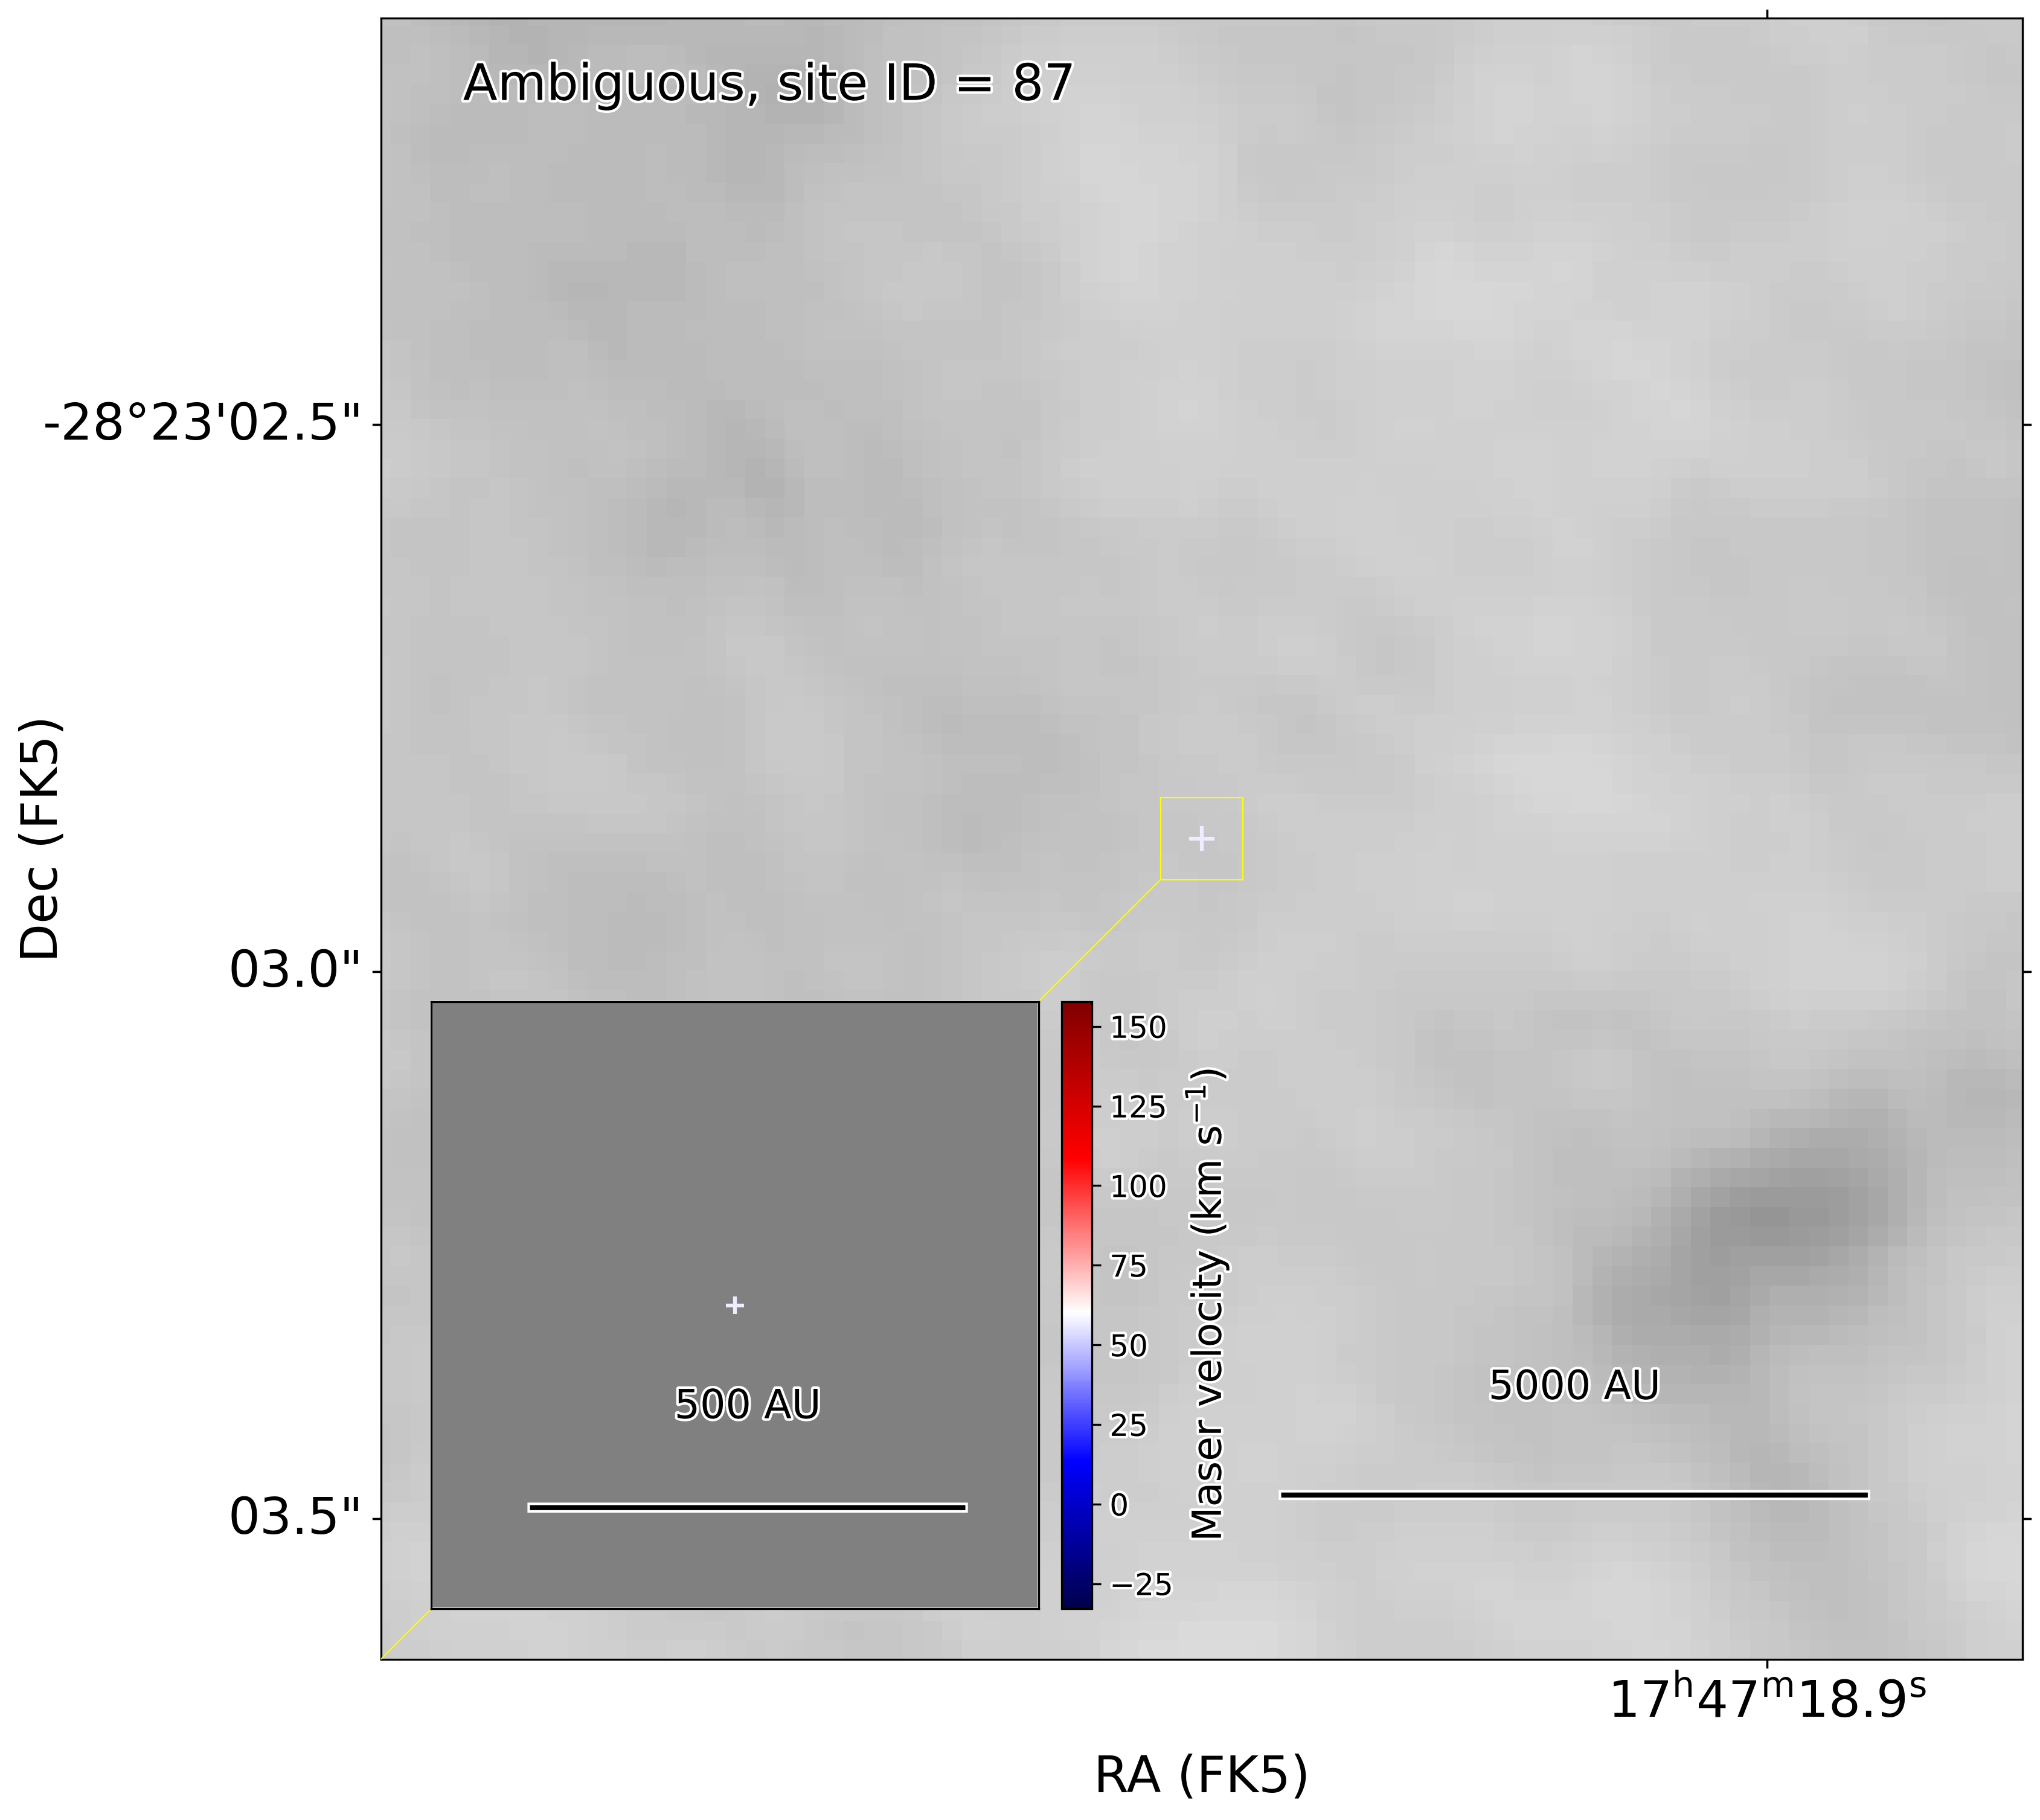 Ambiguous, site ID = 87
-28°23'02.5"
03.0"
03.5"
Dec (FK5)
500 AU
150
125
100
75
50
25
0
−25
Maser velocity (km s⁻¹)
5000 AU
17ʰ47ᵐ18.9ˢ
RA (FK5)